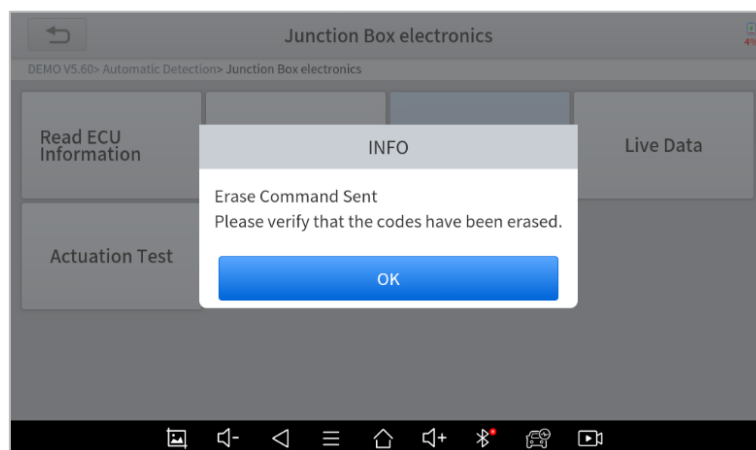 Junction Box electronics
4%
DEMO V5.60> Automatic Detection> Junction Box electronics
Read ECU
Information
Live Data
INFO
Erase Command Sent
Please verify that the codes have been erased.
OK
Actuation Test